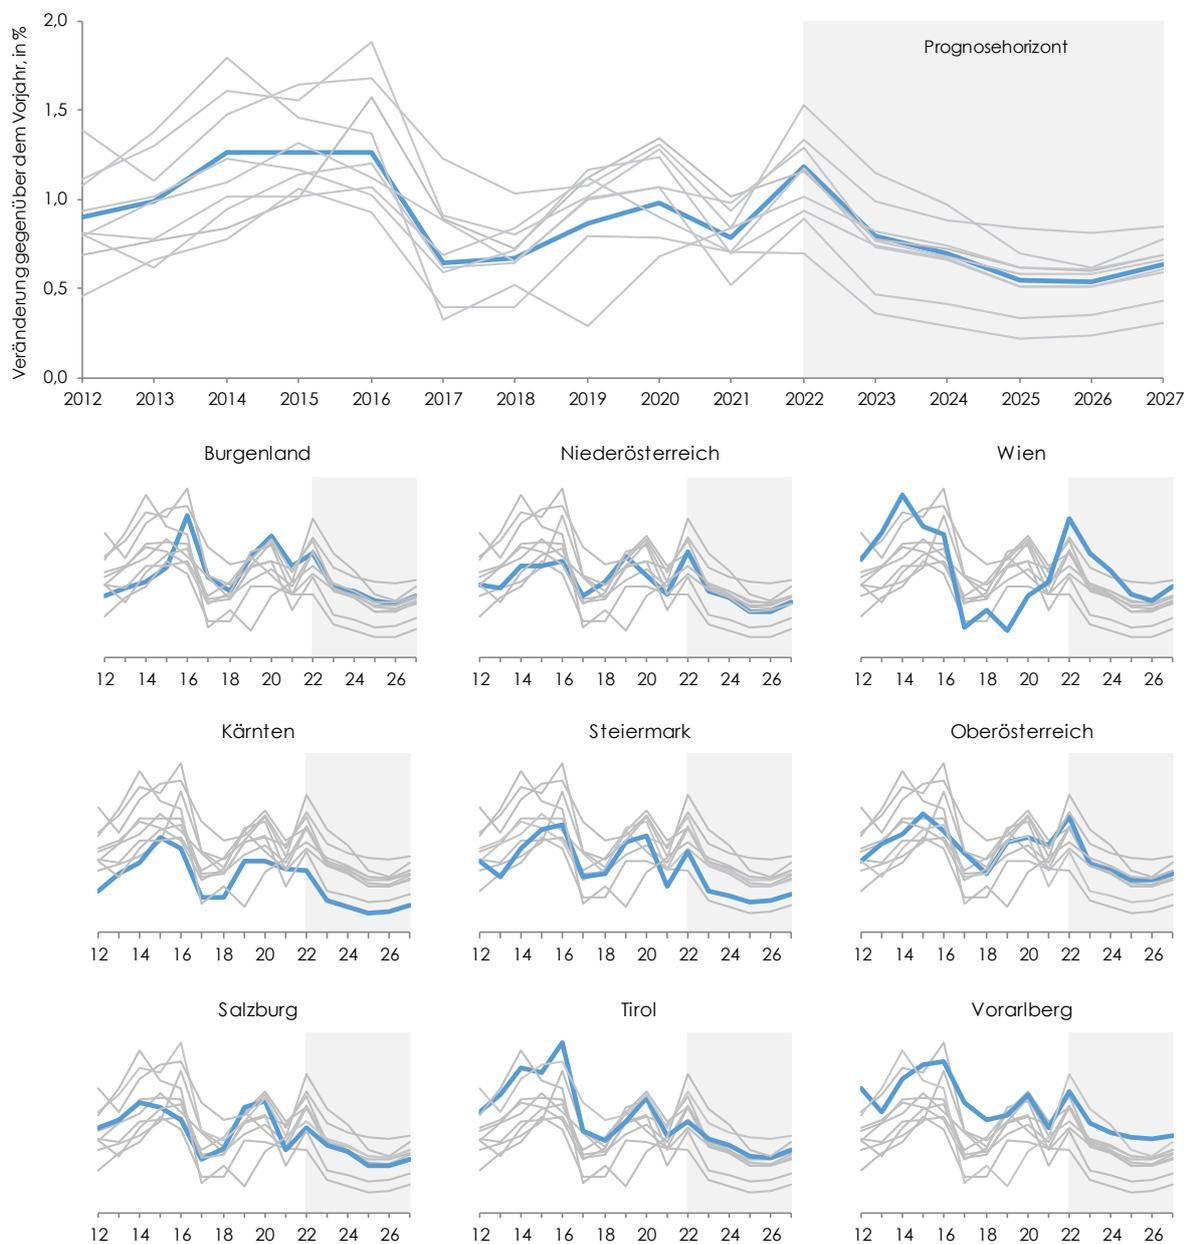 Veränderung gegenüber dem Vorjahr, in %
2,0
Prognosehorizont
1,5
1,0
0,5
0,0
2012 2013 2014 2015 2016 2017 2018 2019 2020 2021 2022 2023 2024 2025 2026 2027
Burgenland Niederösterreich Wien
12 14 16 18 20 22 24 26 12 14 16 18 20 22 24 26 12 14 16 18 20 22 24 26
Kärnten Steiermark Oberösterreich
12 14 16 18 20 22 24 26 12 14 16 18 20 22 24 26 12 14 16 18 20 22 24 26
Salzburg Tirol Vorarlberg
12 14 16 18 20 22 24 26 12 14 16 18 20 22 24 26 12 14 16 18 20 22 24 26